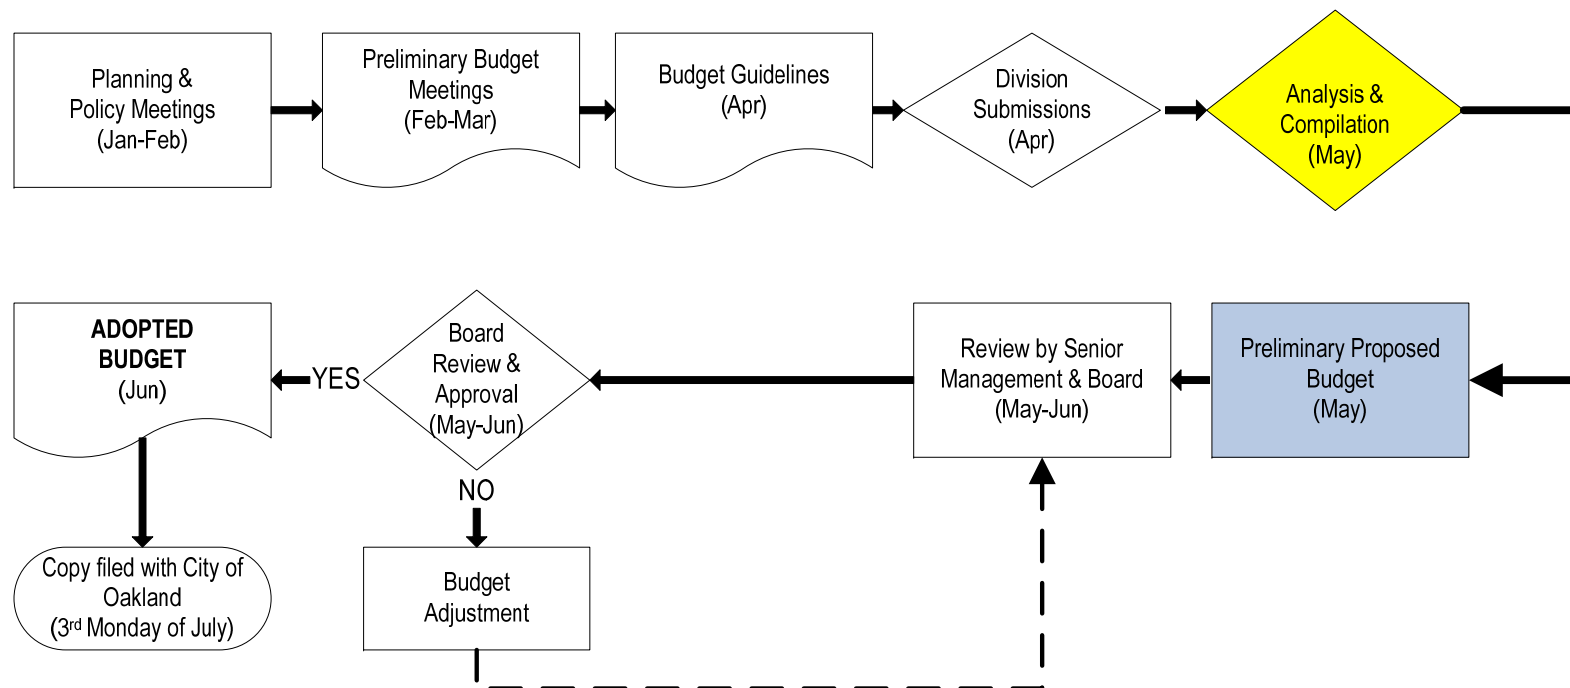 Planning &
Policy Meetings
(Jan-Feb)
Preliminary Budget
Meetings
(Feb-Mar)
Budget Guidelines
(Apr)
Division
Submissions
(Apr)
Analysis &
Compilation
(May)
ADOPTED
BUDGET
(Jun)
YES
Board
Review &
Approval
(May-Jun)
Review by Senior
Management & Board
(May-Jun)
Preliminary Proposed
Budget
(May)
NO
Copy filed with City of
Oakland
(3rd Monday of July)
Budget
Adjustment